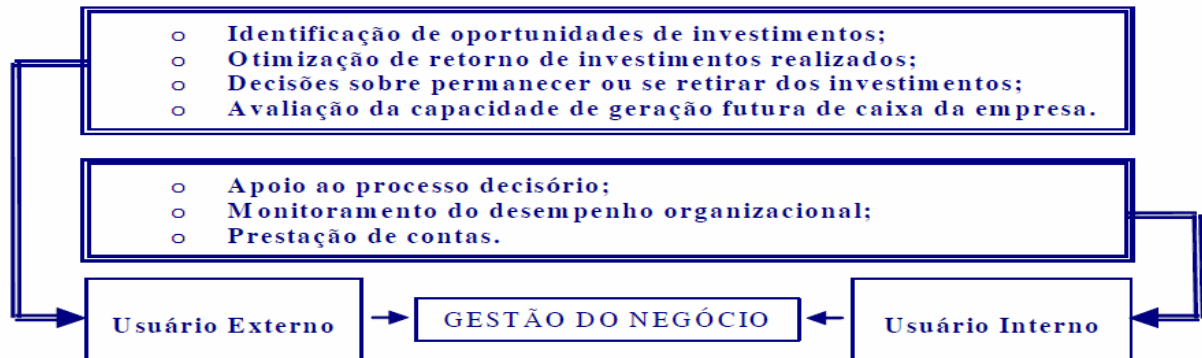 o Identificação de oportunidades de investimentos;
o Otimização de retorno de investimentos realizados;
o Decisões sobre permanecer ou se retirar dos investimentos;
o Avaliação da capacidade de geração futura de caixa da empresa.
o Apoio ao processo decisório;
o Monitoramento do desempenho organizacional;
o Prestação de contas.
Usuário Externo GESTÃO DO NEGÓCIO Usuário Interno